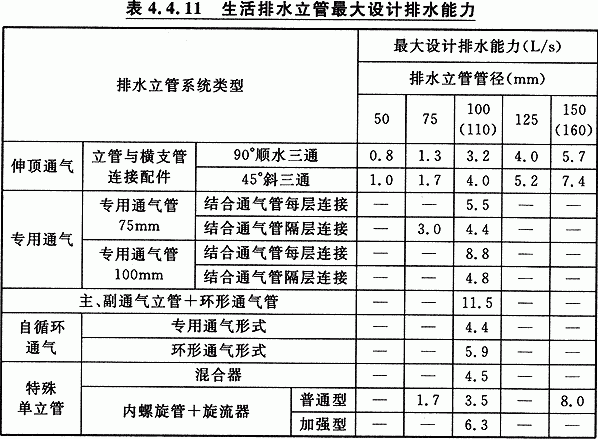 表 4.4.11 生活排水立管最大设计排水能力
排水立管系统类型
最大设计排水能力(L/s)
排水立管管径(mm)
50 75 100(110) 125 150(160)
伸顶通气 立管与横支管连接配件 90°顺水三通 0.8 1.3 3.2 4.0 5.7
45°斜三通 1.0 1.7 4.0 5.2 7.4
专用通气 专用通气管75mm 结合通气管每层连接 — — 5.5 — —
结合通气管隔层连接 — 3.0 4.4 — —
专用通气管100mm 结合通气管每层连接 — — 8.8 — —
结合通气管隔层连接 — — 4.8 — —
主、副通气立管+环形通气管 — — 11.5 — —
自循环通气 专用通气形式 — — 4.4 — —
环形通气形式 — — 5.9 — —
特殊单立管 混合器 — — 4.5 — —
内螺旋管+旋流器 普通型 — 1.7 3.5 — 8.0
加强型 — — 6.3 — —